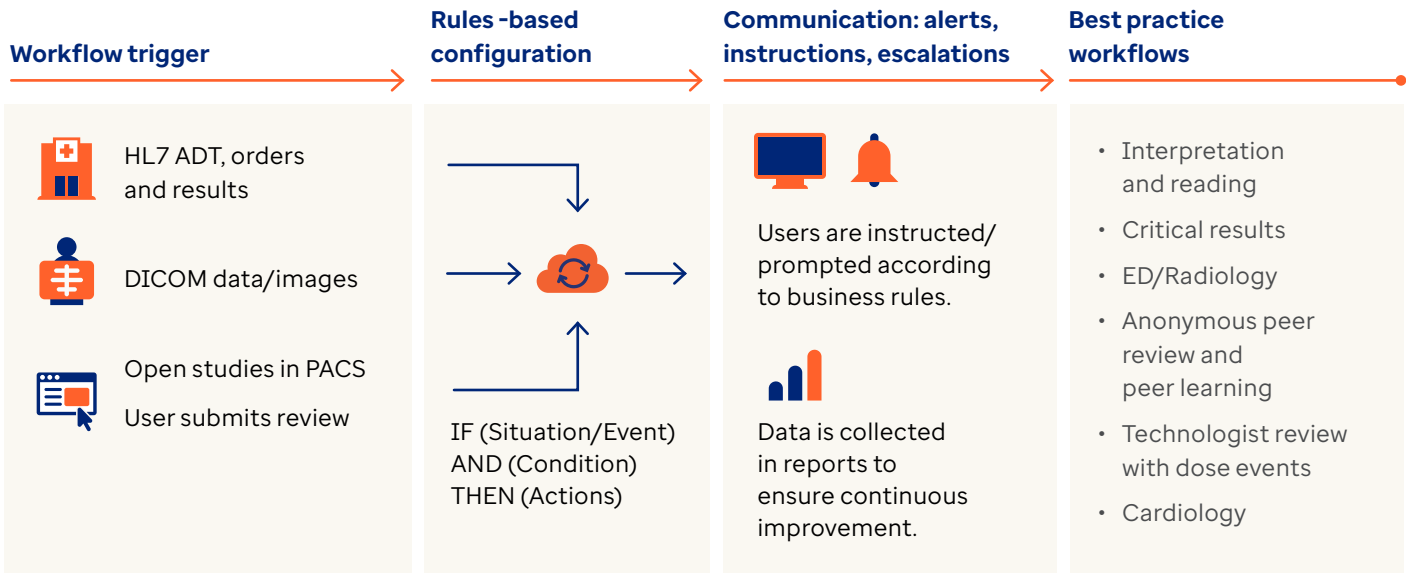 Workflow trigger
HL7 ADT, orders
and results
DICOM data/images
Open studies in PACS
User submits review
Rules -based
configuration
IF (Situation/Event)
AND (Condition)
THEN (Actions)
Communication: alerts,
instructions, escalations
Users are instructed/
prompted according
to business rules.
Data is collected
in reports to
ensure continuous
improvement.
Best practice
workflows
• Interpretation
and reading
• Critical results
• ED/Radiology
• Anonymous peer
review and
peer learning
• Technologist review
with dose events
• Cardiology